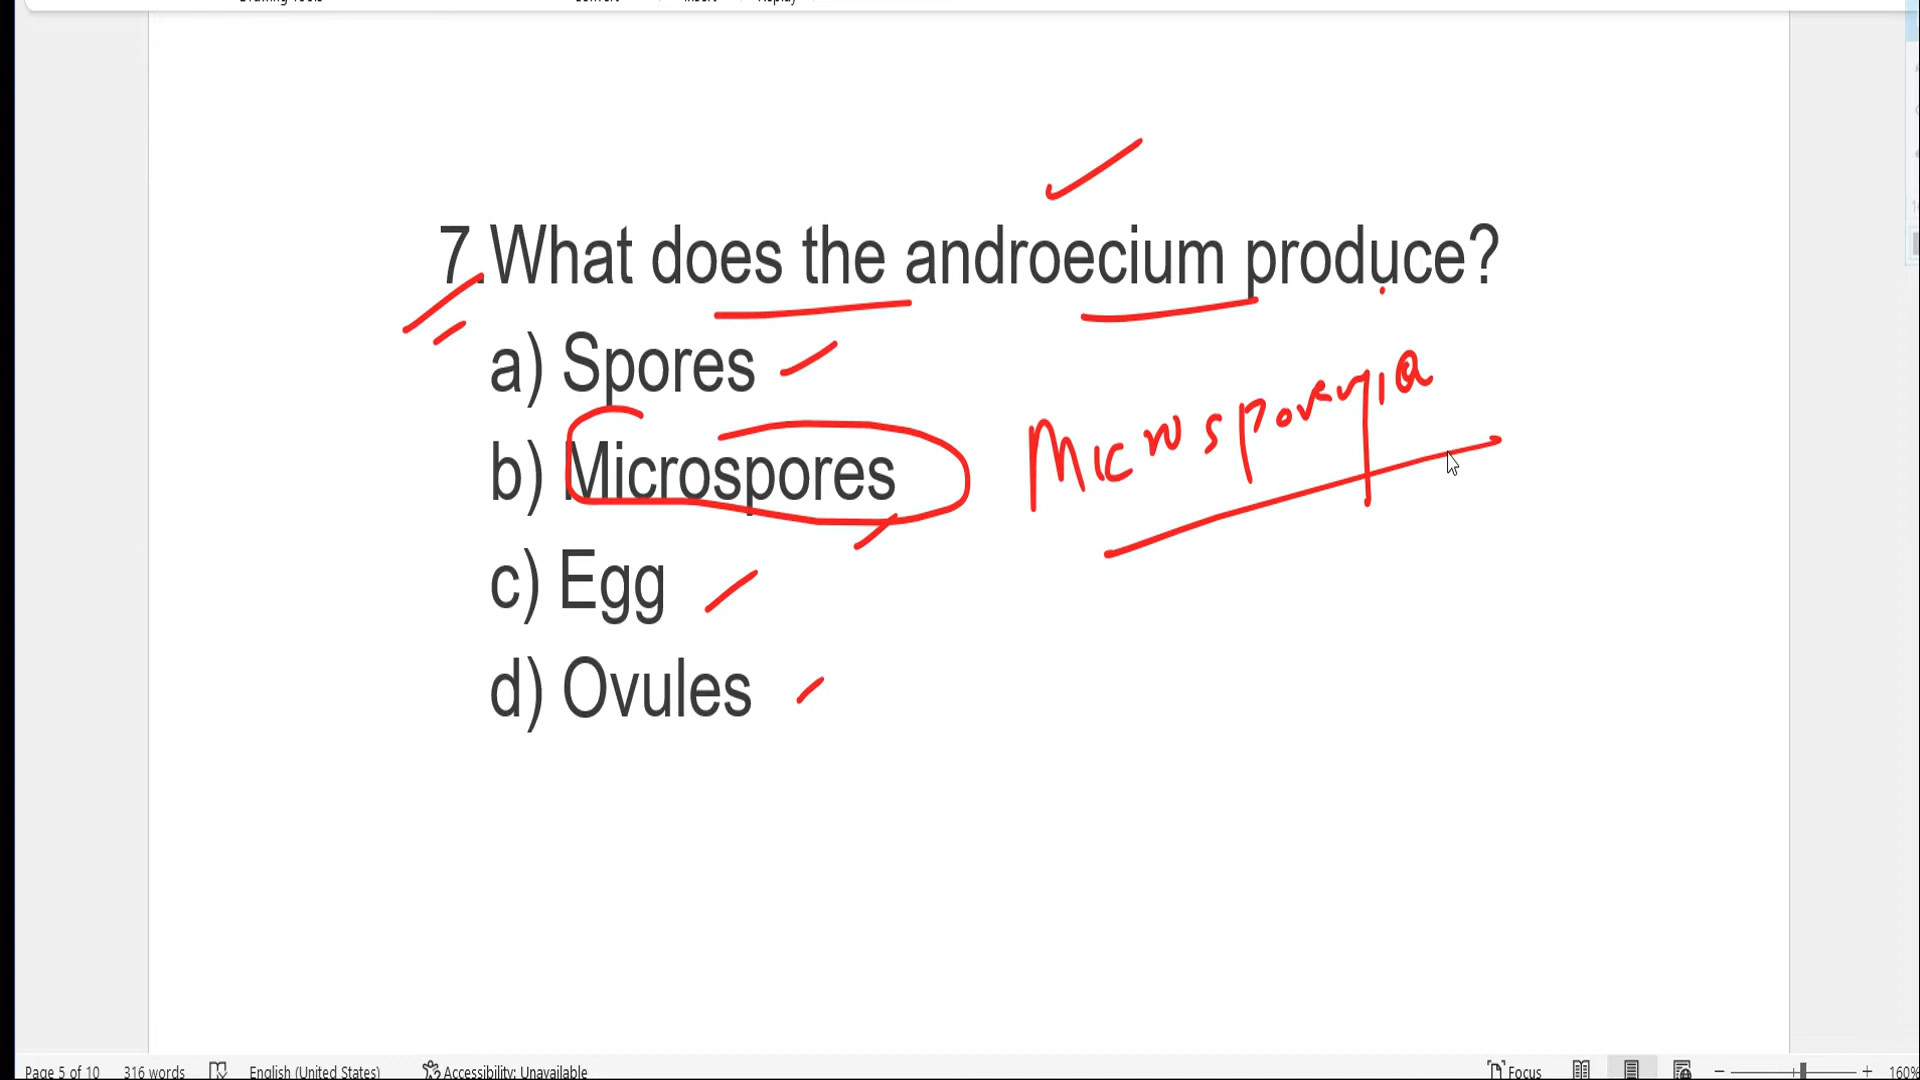 7.What does the androecium produce?
a) Spores
b) Microspores
c) Egg
d) Ovules
Page 5 of 10 316 words English (United States) Accessibility: Unavailable Focus 160%